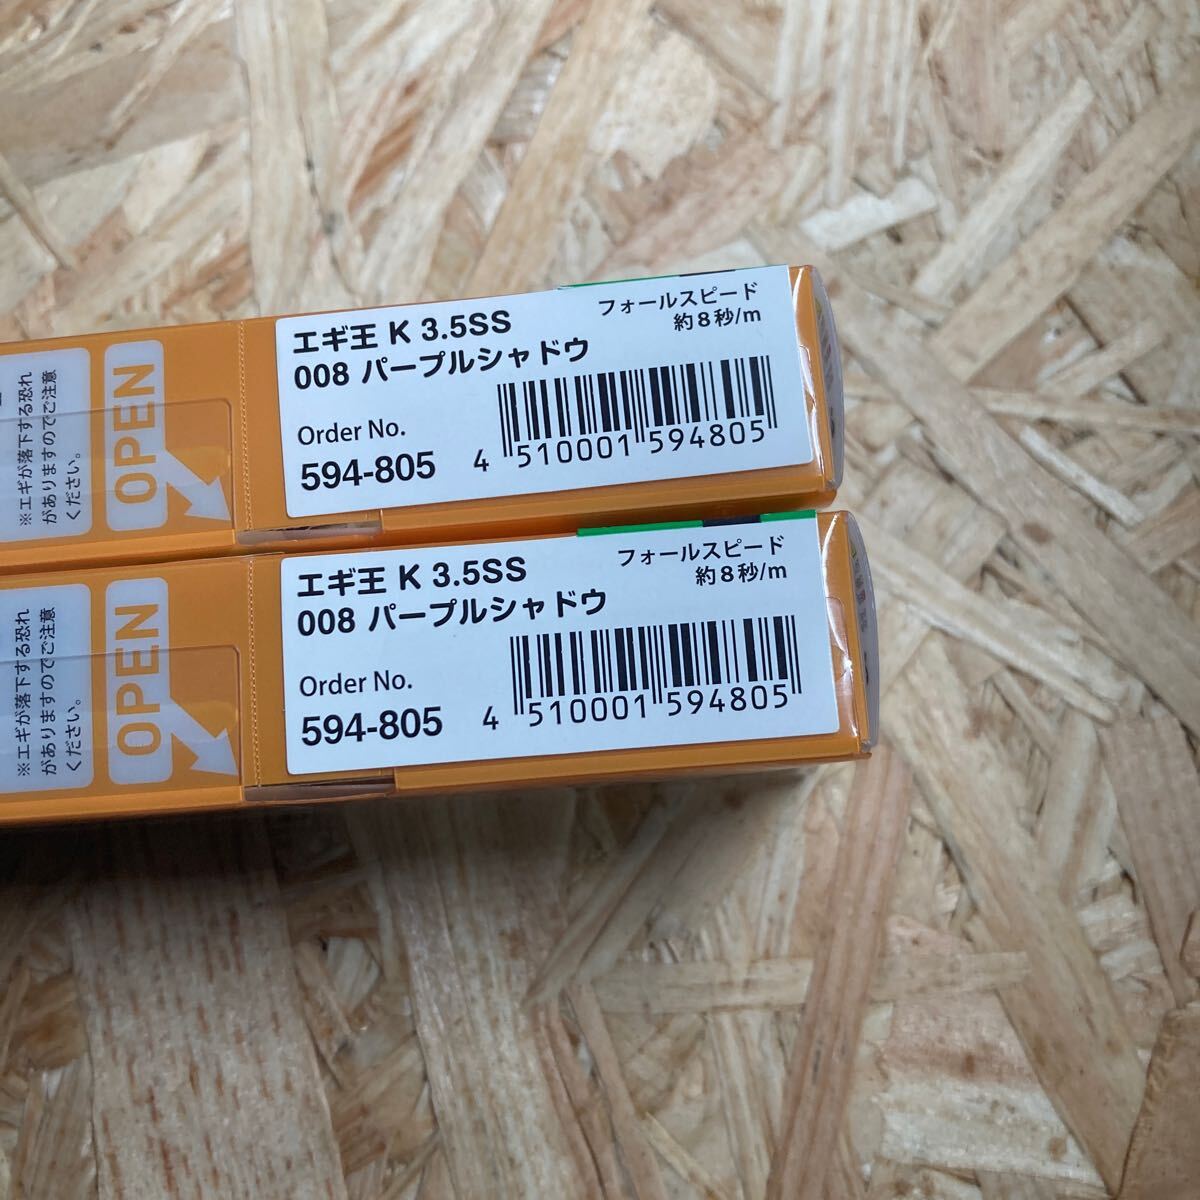 ※エギが落下する恐れ
がありますのでご注意
ください。
OPEN
エギ王 K 3.5SS
008 パープルシャドウ
フォールスピード
約8秒/m
Order No.
594-805
4 510001 594805
※エギが落下する恐れ
がありますのでご注意
ください。
OPEN
エギ王 K 3.5SS
008 パープルシャドウ
フォールスピード
約8秒/m
Order No.
594-805
4 510001 594805